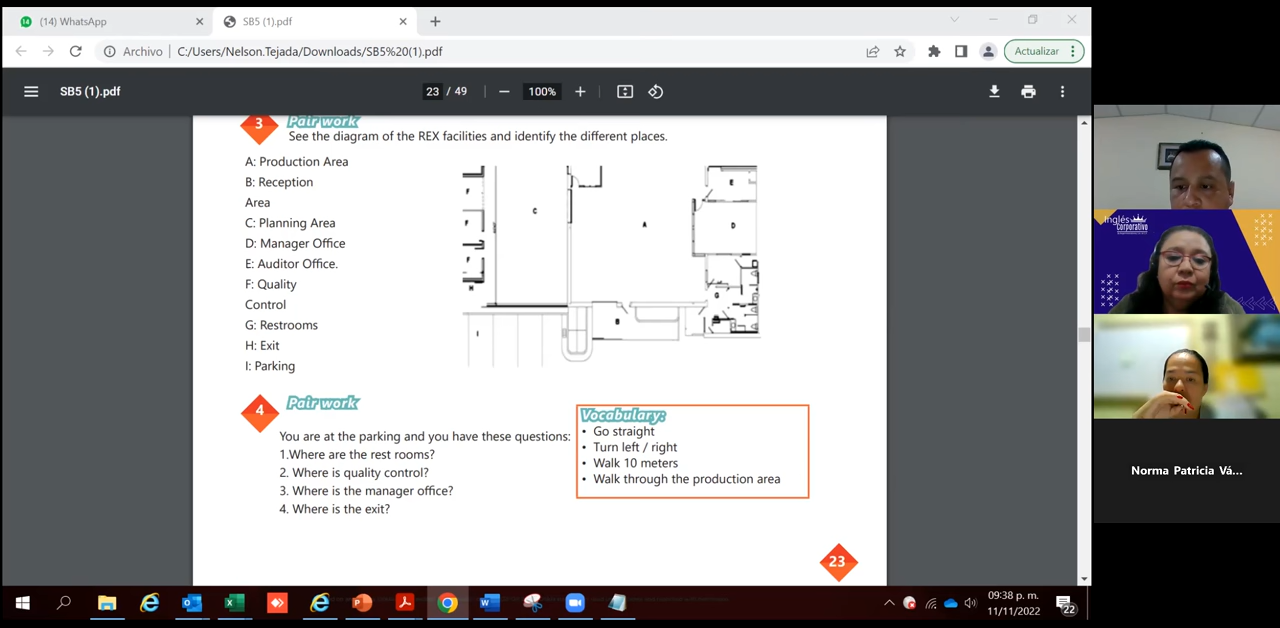 (14) WhatsApp
SB5 (1).pdf
Archivo
C:/Users/Nelson.Tejada/Downloads/SB5%20(1).pdf
Actualizar
SB5 (1).pdf
23 / 49
100%
3
Pair work
See the diagram of the REX facilities and identify the different places.
A: Production Area
B: Reception
Area
C: Planning Area
D: Manager Office
E: Auditor Office.
F: Quality
Control
G: Restrooms
H: Exit
I: Parking
F
F
F
H
I
C
A
B
E
D
G
4
Pair work
You are at the parking and you have these questions:
1.Where are the rest rooms?
2. Where is quality control?
3. Where is the manager office?
4. Where is the exit?
Vocabulary:
• Go straight
• Turn left / right
• Walk 10 meters
• Walk through the production area
23
Inglés
Corporativo
Norma Patricia Vá...
09:38 p. m.
11/11/2022
22